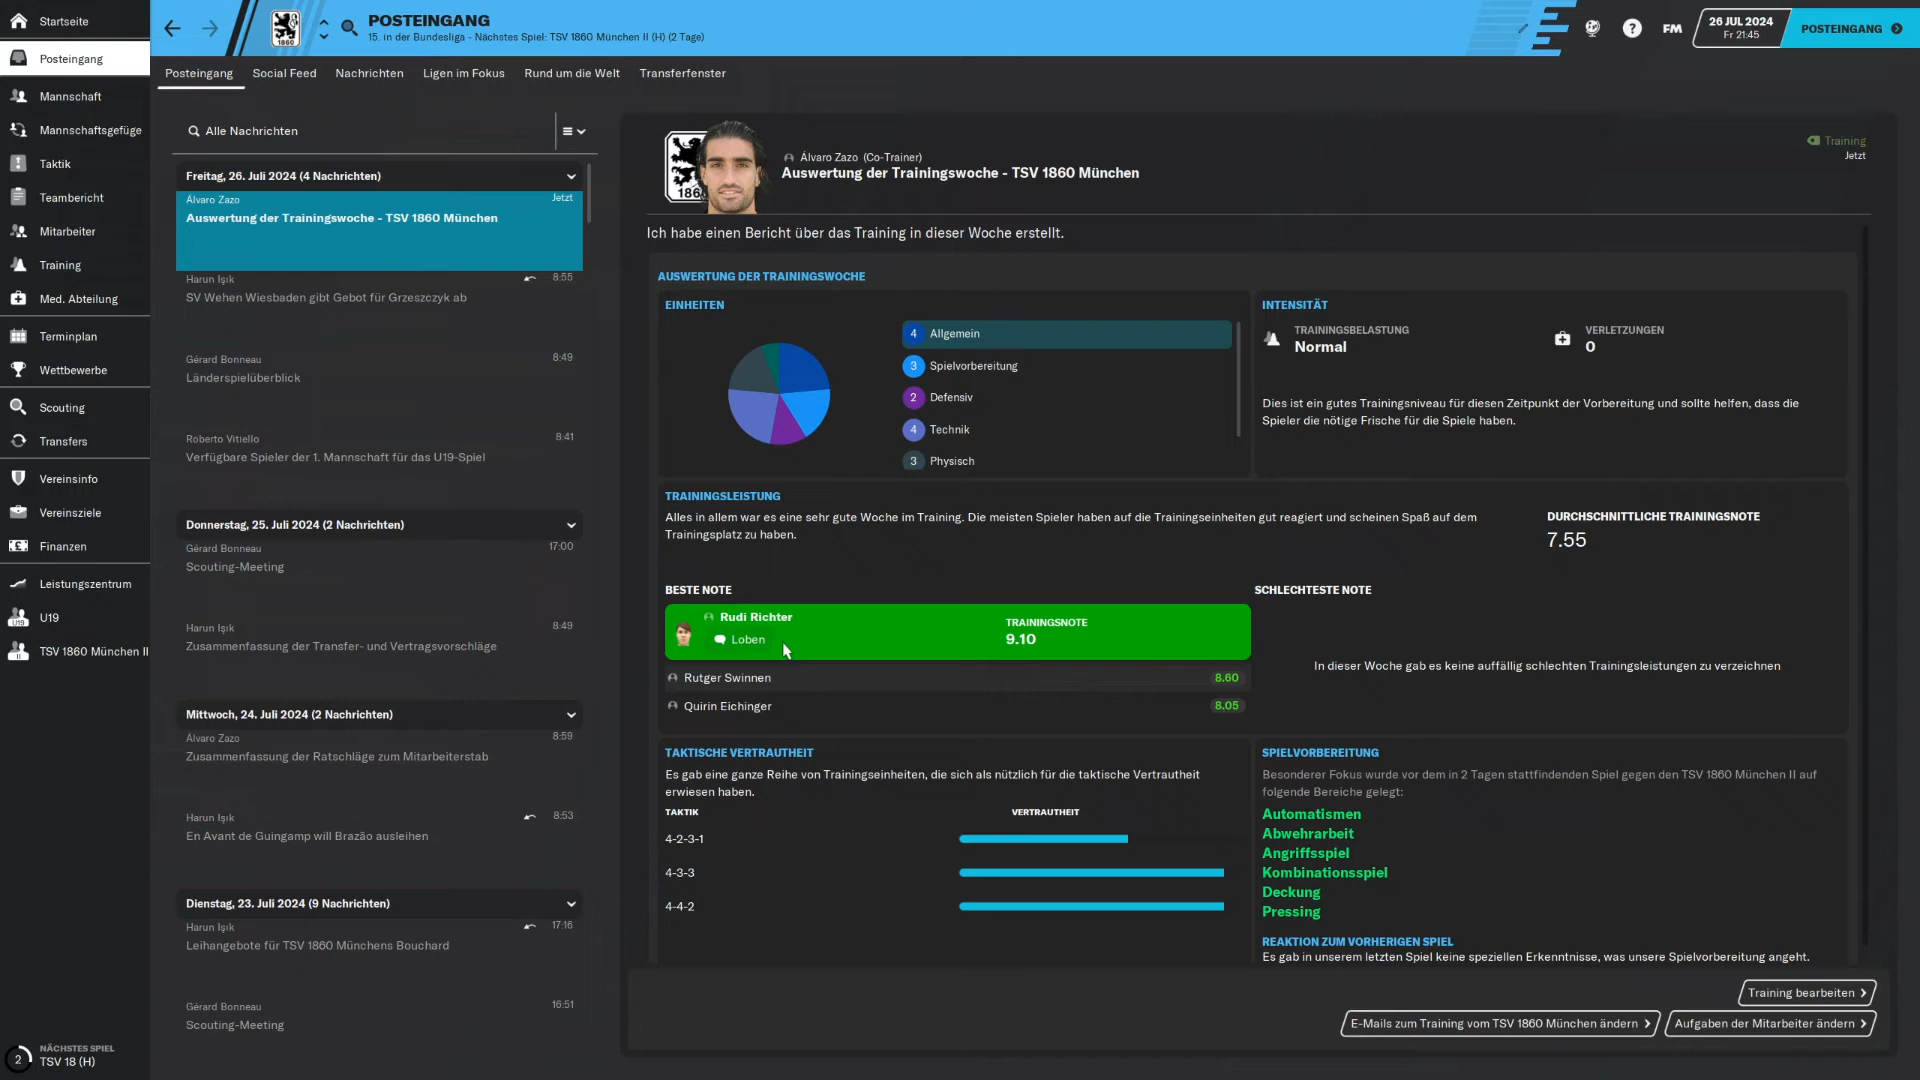 Startseite
Posteingang
Mannschaft
Mannschaftsgefüge
Taktik
Teambericht
Mitarbeiter
Training
Med. Abteilung
Terminplan
Wettbewerbe
Scouting
Transfers
Vereinsinfo
Vereinsziele
Finanzen
Leistungszentrum
U19
TSV 1860 München II
2
NÄCHSTES SPIEL
TSV 18 (H)
1860
POSTEINGANG
15. in der Bundesliga - Nächstes Spiel: TSV 1860 München II (H) (2 Tage)
?
FM
26 JUL 2024
Fr 21:45
POSTEINGANG
Posteingang
Social Feed
Nachrichten
Ligen im Fokus
Rund um die Welt
Transferfenster
Alle Nachrichten
Freitag, 26. Juli 2024 (4 Nachrichten)
Álvaro Zazo
Jetzt
Auswertung der Trainingswoche - TSV 1860 München
Harun Işık
8:55
SV Wehen Wiesbaden gibt Gebot für Grzeszczyk ab
Gérard Bonneau
8:49
Länderspielüberblick
Roberto Vitiello
8:41
Verfügbare Spieler der 1. Mannschaft für das U19-Spiel
Donnerstag, 25. Juli 2024 (2 Nachrichten)
Gérard Bonneau
17:00
Scouting-Meeting
Harun Işık
8:49
Zusammenfassung der Transfer- und Vertragsvorschläge
Mittwoch, 24. Juli 2024 (2 Nachrichten)
Álvaro Zazo
8:59
Zusammenfassung der Ratschläge zum Mitarbeiterstab
Harun Işık
8:53
En Avant de Guingamp will Brazão ausleihen
Dienstag, 23. Juli 2024 (9 Nachrichten)
Harun Işık
17:16
Leihangebote für TSV 1860 Münchens Bouchard
Gérard Bonneau
16:51
Scouting-Meeting
186
Álvaro Zazo (Co-Trainer)
Auswertung der Trainingswoche - TSV 1860 München
Training
Jetzt
Ich habe einen Bericht über das Training in dieser Woche erstellt.
AUSWERTUNG DER TRAININGSWOCHE
EINHEITEN
4 Allgemein
3 Spielvorbereitung
2 Defensiv
4 Technik
3 Physisch
INTENSITÄT
TRAININGSBELASTUNG
Normal
VERLETZUNGEN
0
Dies ist ein gutes Trainingsniveau für diesen Zeitpunkt der Vorbereitung und sollte helfen, dass die
Spieler die nötige Frische für die Spiele haben.
TRAININGSLEISTUNG
Alles in allem war es eine sehr gute Woche im Training. Die meisten Spieler haben auf die Trainingseinheiten gut reagiert und scheinen Spaß auf dem
Trainingsplatz zu haben.
DURCHSCHNITTLICHE TRAININGSNOTE
7.55
BESTE NOTE
Rudi Richter
Loben
TRAININGSNOTE
9.10
Rutger Swinnen
8.60
Quirin Eichinger
8.05
SCHLECHTESTE NOTE
In dieser Woche gab es keine auffällig schlechten Trainingsleistungen zu verzeichnen
TAKTISCHE VERTRAUTHEIT
Es gab eine ganze Reihe von Trainingseinheiten, die sich als nützlich für die taktische Vertrautheit
erwiesen haben.
TAKTIK
VERTRAUTHEIT
4-2-3-1
4-3-3
4-4-2
SPIELVORBEREITUNG
Besonderer Fokus wurde vor dem in 2 Tagen stattfindenden Spiel gegen den TSV 1860 München II auf
folgende Bereiche gelegt:
Automatismen
Abwehrarbeit
Angriffsspiel
Kombinationsspiel
Deckung
Pressing
REAKTION ZUM VORHERIGEN SPIEL
Es gab in unserem letzten Spiel keine speziellen Erkenntnisse, was unsere Spielvorbereitung angeht.
Training bearbeiten
E-Mails zum Training vom TSV 1860 München ändern
Aufgaben der Mitarbeiter ändern